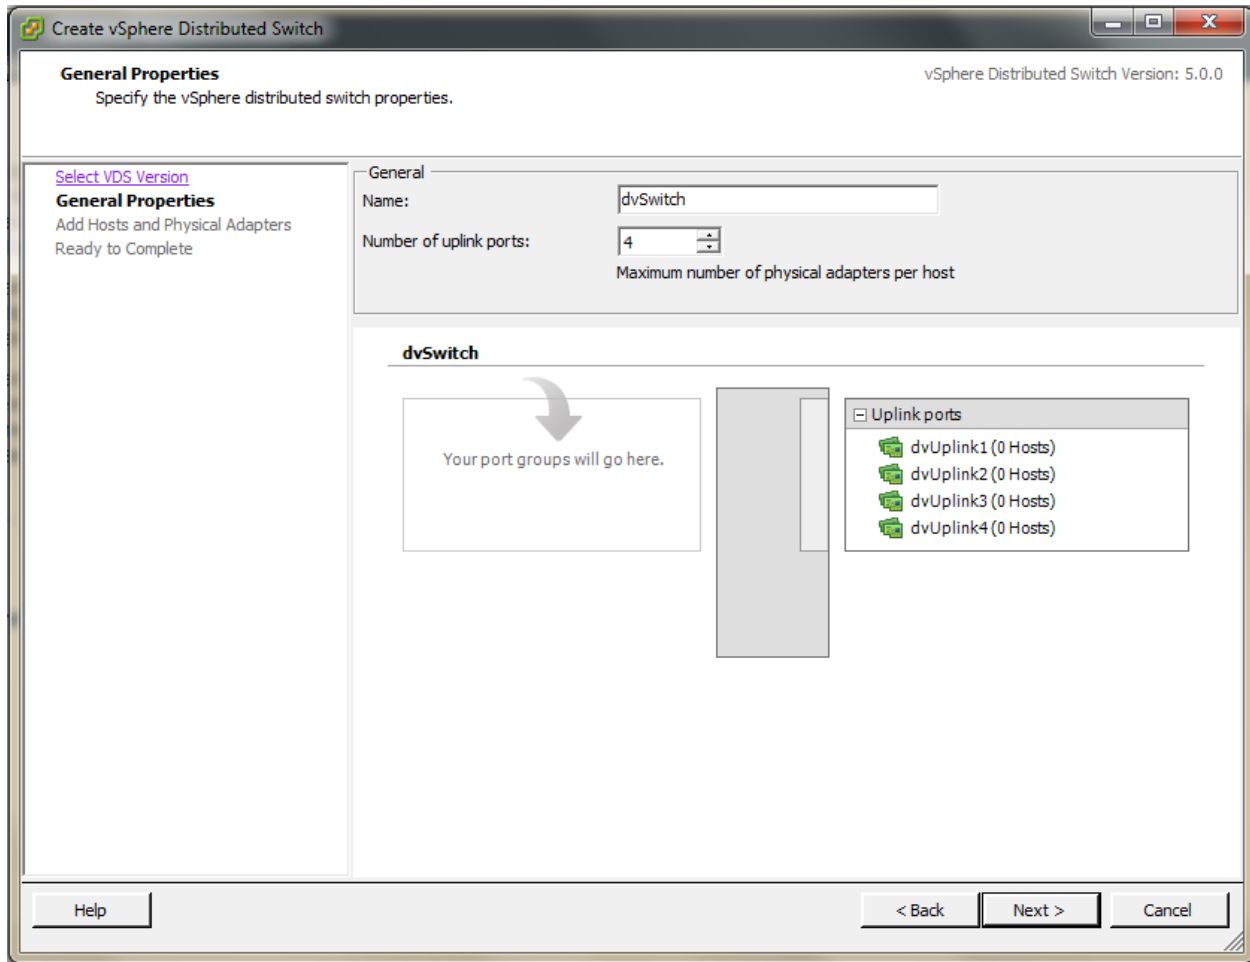 Create vSphere Distributed Switch
General Properties
vSphere Distributed Switch Version: 5.0.0
Specify the vSphere distributed switch properties.
Select VDS Version
General Properties
Add Hosts and Physical Adapters
Ready to Complete
General
Name:
dvSwitch
Number of uplink ports:
4
Maximum number of physical adapters per host
dvSwitch
Your port groups will go here.
Uplink ports
dvUplink1 (0 Hosts)
dvUplink2 (0 Hosts)
dvUplink3 (0 Hosts)
dvUplink4 (0 Hosts)
Help
< Back
Next >
Cancel